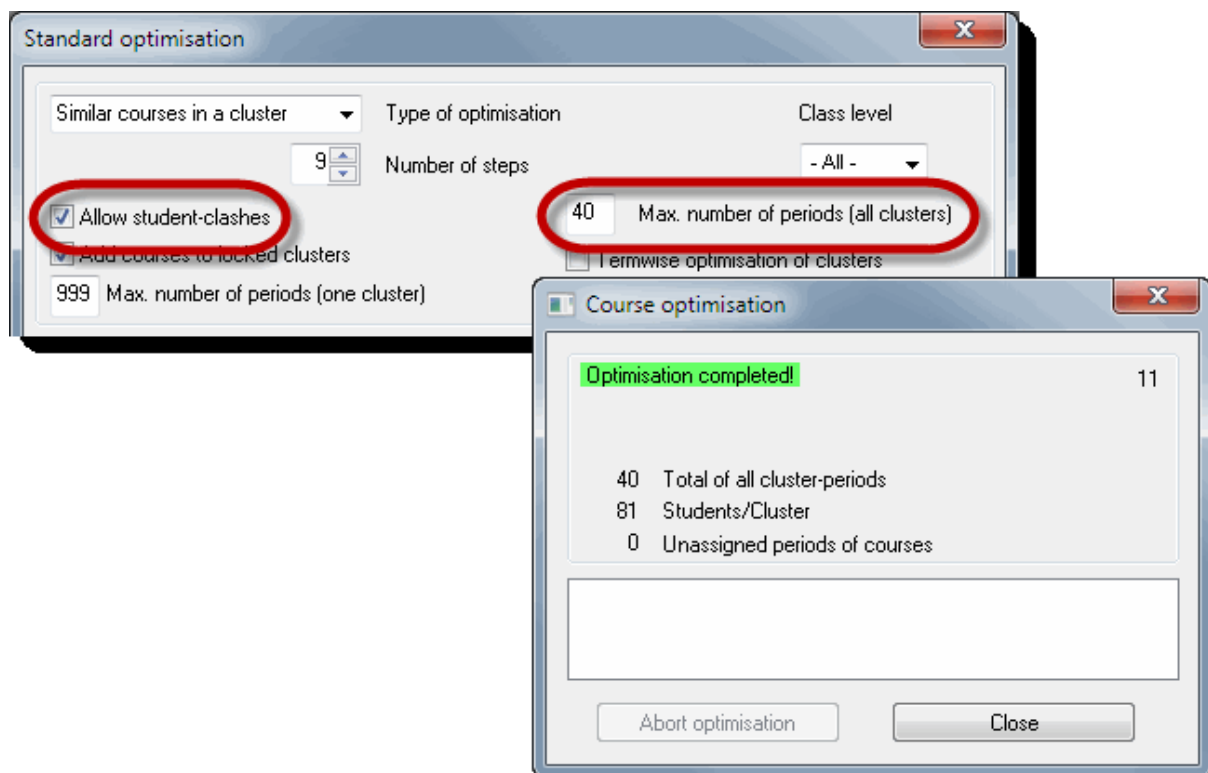 Standard optimisation
Similar courses in a cluster Type of optimisation Class level
9 Number of steps - All -
Allow student-clashes 40 Max. number of periods (all clusters)
Add courses to locked clusters Termwise optimisation of clusters
999 Max. number of periods (one cluster)
Course optimisation
Optimisation completed! 11
40 Total of all cluster-periods
81 Students/Cluster
0 Unassigned periods of courses
Abort optimisation Close